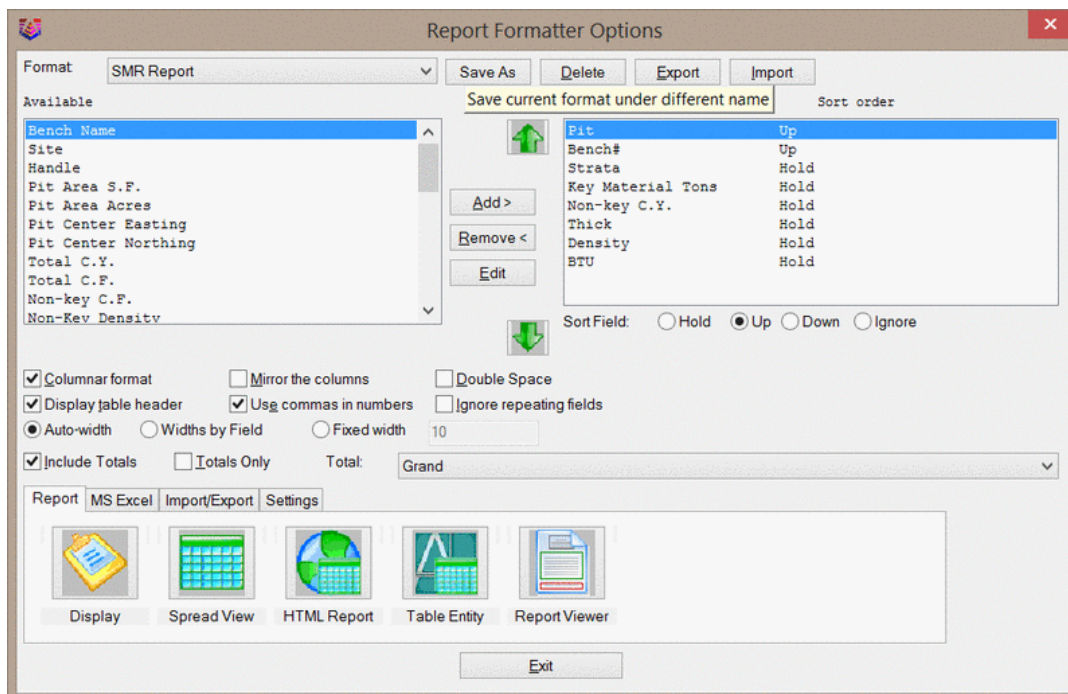 Report Formatter Options
Format SMR Report Save As Delete Export Import
Save current format under different name
Available Sort order
Bench Name
Site
Handle
Pit Area S.F.
Pit Area Acres
Pit Center Easting
Pit Center Northing
Total C.Y.
Total C.F.
Non-key C.F.
Non-Key Density
Add >
Remove <
Edit
Pit Up
Bench# Up
Strata Hold
Key Material Tons Hold
Non-key C.Y. Hold
Thick Hold
Density Hold
BTU Hold
Sort Field: Hold Up Down Ignore
Columnar format Mirror the columns Double Space
Display table header Use commas in numbers Ignore repeating fields
Auto-width Widths by Field Fixed width 10
Include Totals Totals Only Total: Grand
Report MS Excel Import/Export Settings
Display Spread View HTML Report Table Entity Report Viewer
Exit